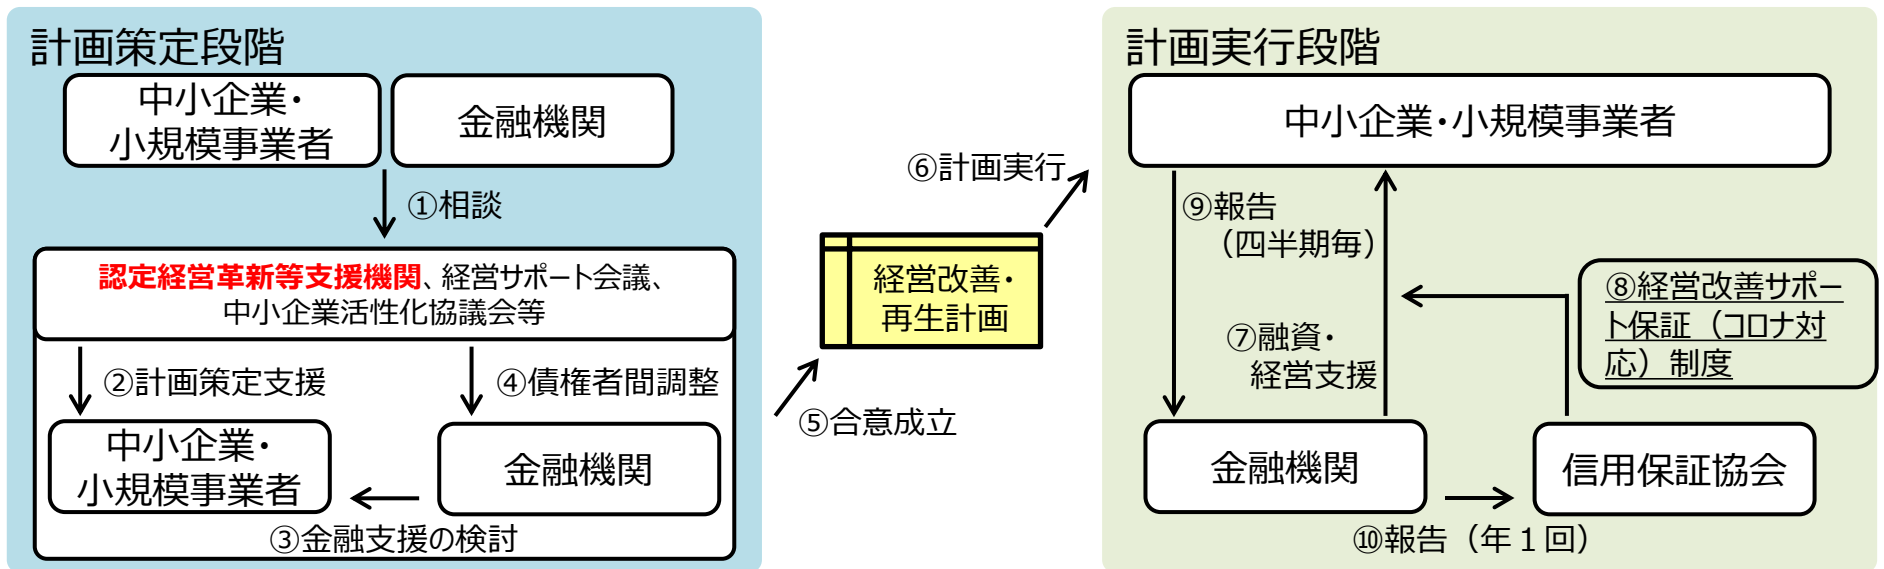 計画策定段階
中小企業・
小規模事業者
金融機関
①相談
認定経営革新等支援機関、経営サポート会議、
中小企業活性化協議会等
②計画策定支援
④債権者間調整
中小企業・
小規模事業者
金融機関
③金融支援の検討
⑤合意成立
経営改善・
再生計画
⑥計画実行
計画実行段階
中小企業・小規模事業者
⑨報告
（四半期毎）
⑦融資・
経営支援
⑧経営改善サポー
ト保証（コロナ対
応）制度
金融機関
信用保証協会
⑩報告（年１回）